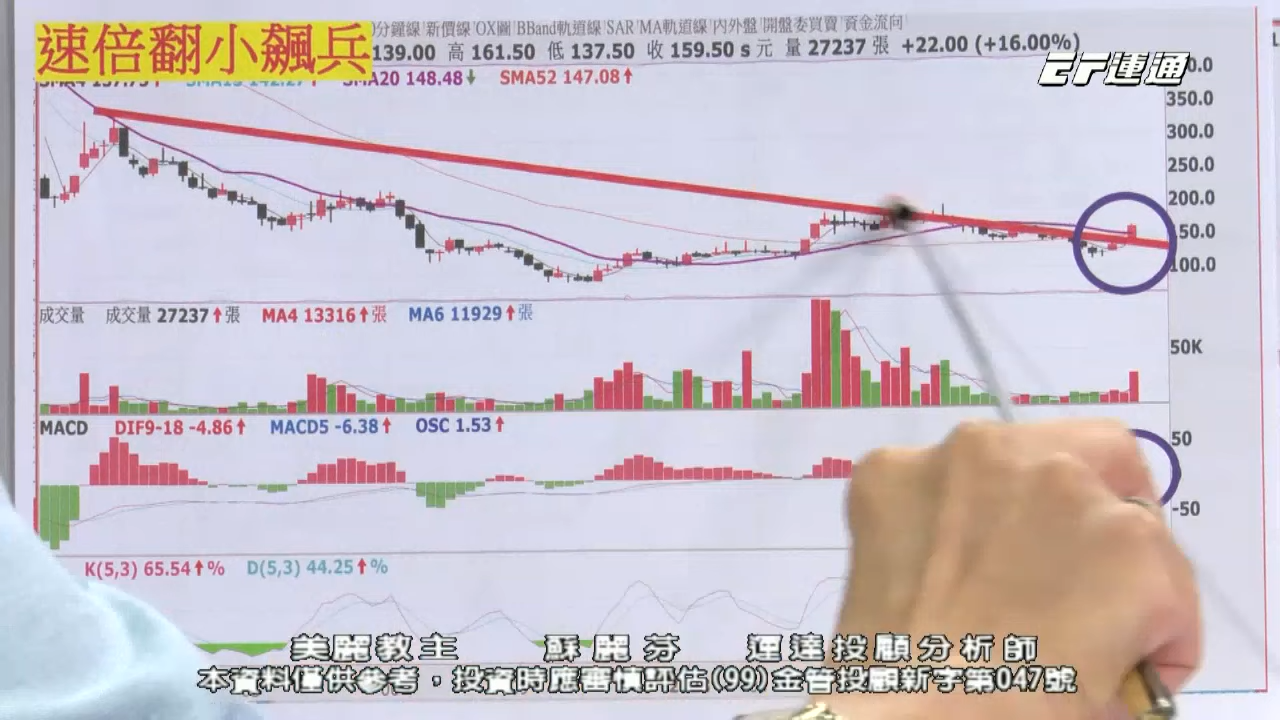 速倍翻小飆兵
分鐘線 新價線 OX圖 BBand軌道線 SAR MA軌道線 內外盤 開盤委買賣 資金流向
139.00 高 161.50 低 137.50 收 159.50 s 元 量 27237 張 +22.00 (+16.00%)
運通
SMA20 148.48↓ SMA52 147.08↑
350.0
300.0
250.0
200.0
50.0
100.0
成交量 成交量 27237↑張 MA4 13316↑張 MA6 11929↑張
50K
MACD DIF9-18 -4.86↑ MACD5 -6.38↑ OSC 1.53↑
50
-50
K(5,3) 65.54↑% D(5,3) 44.25↑%
美麗教主 蘇麗芬 運達投顧分析師
本資料僅供參考，投資時應審慎評估(99)金管投顧新字第047號